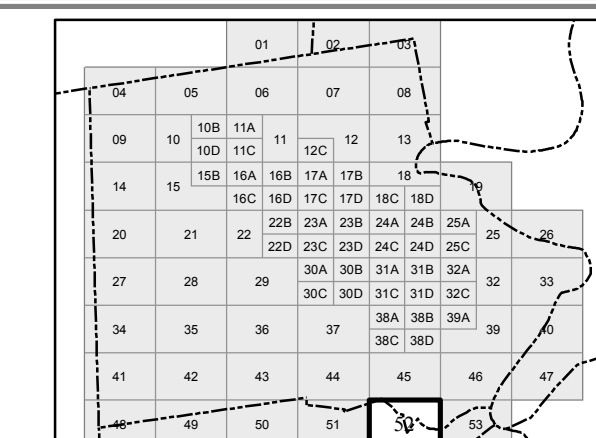 01 02 03
04 05 06 07 08
10B 11A
09 10 11 12 13
10D 11C 12C
15B 16A 16B 17A 17B 18
14 15 19
16C 16D 17C 17D 18C 18D
22B 23A 23B 24A 24B 25A
20 21 22 25 26
22D 23C 23D 24C 24D 25C
30A 30B 31A 31B 32A
27 28 29 32 33
30C 30D 31C 31D 32C
38A 38B 39A
34 35 36 37 39 40
38C 38D
41 42 43 44 45 46 47
48 49 50 51 52 53